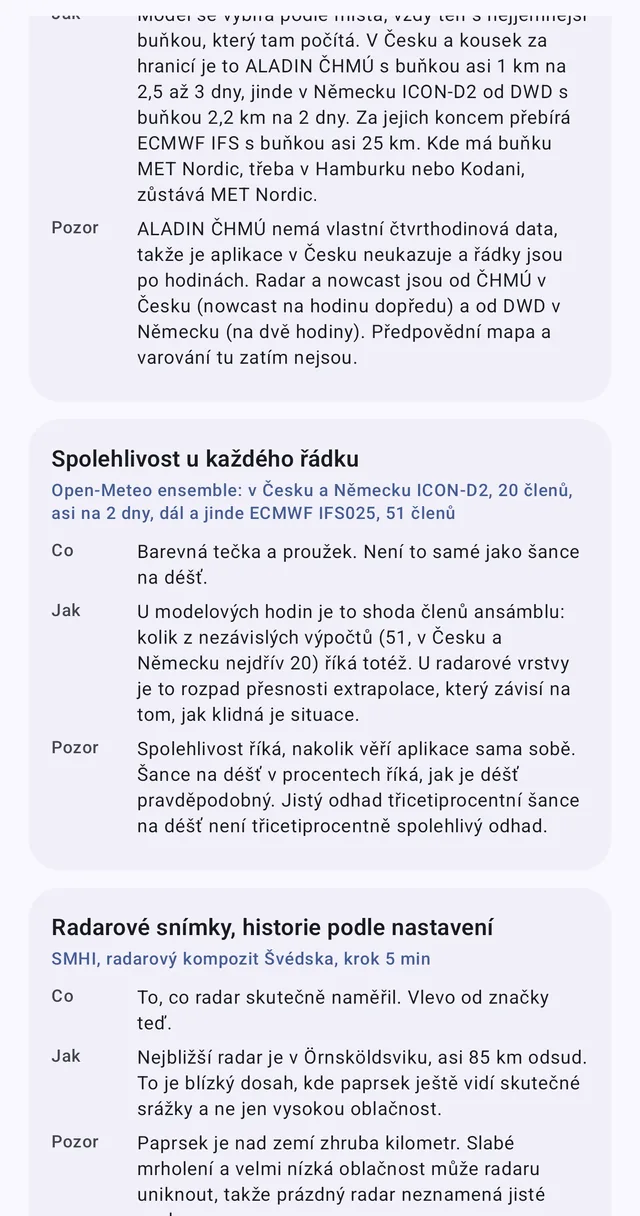 Jak
Model se vybírá podle místa, vždy ten s nejjemnější
buňkou, který tam počítá. V Česku a kousek za
hranicí je to ALADIN ČHMÚ s buňkou asi 1 km na
2,5 až 3 dny, jinde v Německu ICON-D2 od DWD s
buňkou 2,2 km na 2 dny. Za jejich koncem přebírá
ECMWF IFS s buňkou asi 25 km. Kde má buňku
MET Nordic, třeba v Hamburku nebo Kodani,
zůstává MET Nordic.
Pozor
ALADIN ČHMÚ nemá vlastní čtvrthodinová data,
takže je aplikace v Česku neukazuje a řádky jsou
po hodinách. Radar a nowcast jsou od ČHMÚ v
Česku (nowcast na hodinu dopředu) a od DWD v
Německu (na dvě hodiny). Předpovědní mapa a
varování tu zatím nejsou.
Spolehlivost u každého řádku
Open-Meteo ensemble: v Česku a Německu ICON-D2, 20 členů,
asi na 2 dny, dál a jinde ECMWF IFS025, 51 členů
Co
Barevná tečka a proužek. Není to samé jako šance
na déšť.
Jak
U modelových hodin je to shoda členů ansámblu:
kolik z nezávislých výpočtů (51, v Česku a
Německu nejdřív 20) říká totéž. U radarové vrstvy
je to rozpad přesnosti extrapolace, který závisí na
tom, jak klidná je situace.
Pozor
Spolehlivost říká, nakolik věří aplikace sama sobě.
Šance na déšť v procentech říká, jak je déšť
pravděpodobný. Jistý odhad třicetiprocentní šance
na déšť není třicetiprocentně spolehlivý odhad.
Radarové snímky, historie podle nastavení
SMHI, radarový kompozit Švédska, krok 5 min
Co
To, co radar skutečně naměřil. Vlevo od značky
teď.
Jak
Nejbližší radar je v Örnsköldsviku, asi 85 km odsud.
To je blízký dosah, kde paprsek ještě vidí skutečné
srážky a ne jen vysokou oblačnost.
Pozor
Paprsek je nad zemí zhruba kilometr. Slabé
mrholení a velmi nízká oblačnost může radaru
uniknout, takže prázdný radar neznamená jisté